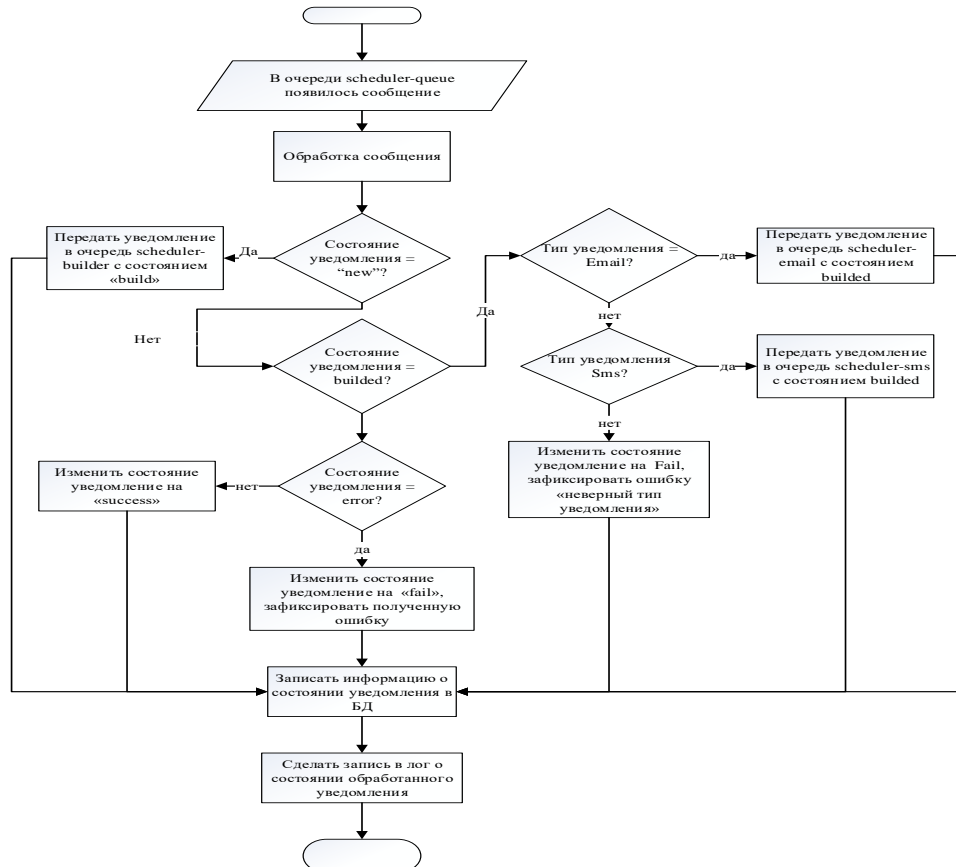 В очереди scheduler-queue
появилось сообщение
Обработка сообщения
Состояние
уведомления =
“new”?
Да
Передать уведомление
в очередь scheduler-
builder с состоянием
«build»
Нет
Состояние
уведомления =
builded?
Да
Тип уведомления =
Email?
да
Передать уведомление
в очередь scheduler-
email с состоянием
builded
нет
Тип уведомления
Sms?
да
Передать уведомление
в очередь scheduler-sms
с состоянием builded
нет
Изменить состояние
уведомление на Fail,
зафиксировать ошибку
«неверный тип
уведомления»
Состояние
уведомления =
error?
нет
Изменить состояние
уведомление на
«success»
да
Изменить состояние
уведомление на «fail»,
зафиксировать полученную
ошибку
Записать информацию о
состоянии уведомления в
БД
Сделать запись в лог о
состоянии обработанного
уведомления